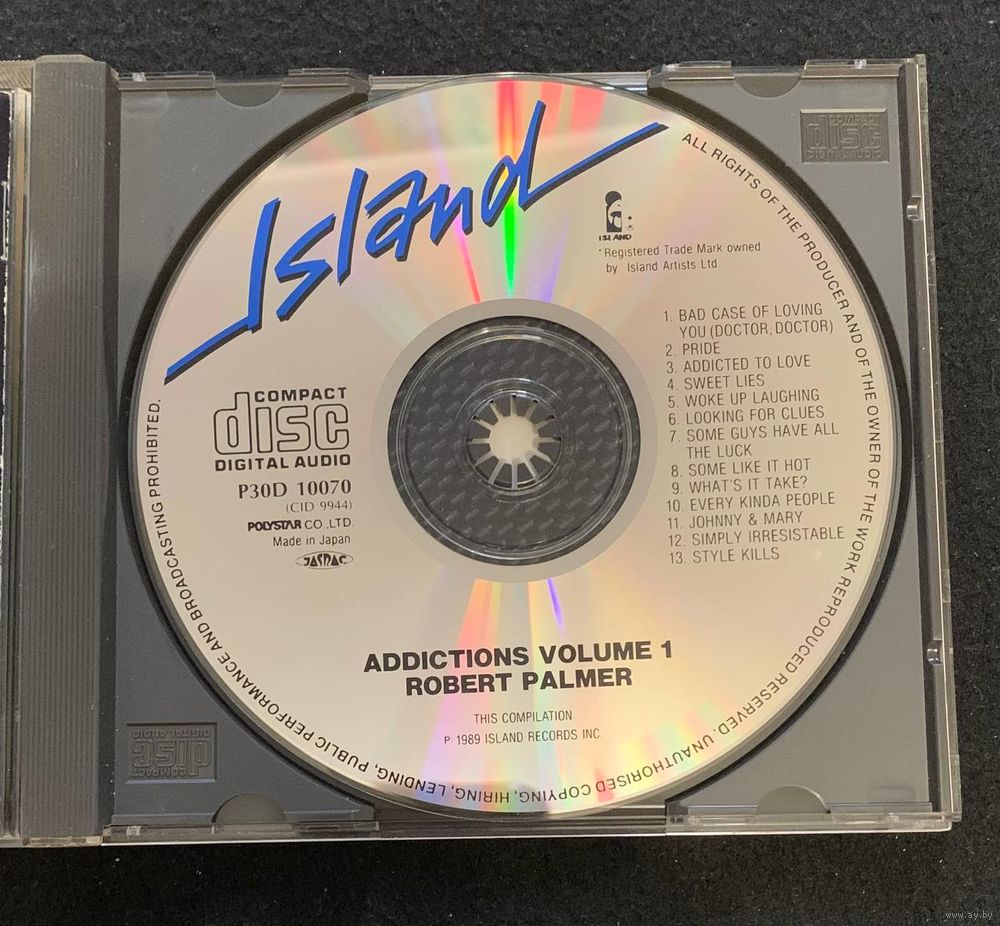 Island
ISLAND
*Registered Trade Mark owned
by Island Artists Ltd.
ALL RIGHTS OF THE PRODUCER AND OF THE OWNER OF THE WORK REPRODUCED RESERVED. UNAUTHORISED COPYING, HIRING, LENDING, PUBLIC PERFORMANCE AND BROADCASTING PROHIBITED.
1. BAD CASE OF LOVING
YOU (DOCTOR, DOCTOR)
2. PRIDE
3. ADDICTED TO LOVE
4. SWEET LIES
5. WOKE UP LAUGHING
6. LOOKING FOR CLUES
7. SOME GUYS HAVE ALL
THE LUCK
8. SOME LIKE IT HOT
9. WHAT'S IT TAKE?
10. EVERY KINDA PEOPLE
11. JOHNNY & MARY
12. SIMPLY IRRESISTABLE
13. STYLE KILLS
COMPACT
disc
DIGITAL AUDIO
P30D 10070
(CID 9944)
POLYSTAR CO., LTD.
Made in Japan
JASRAC
ADDICTIONS VOLUME 1
ROBERT PALMER
THIS COMPILATION
P 1989 ISLAND RECORDS INC.
COMPACT
disc
DIGITAL AUDIO
COMPACT
disc
DIGITAL AUDIO
www.ay.by